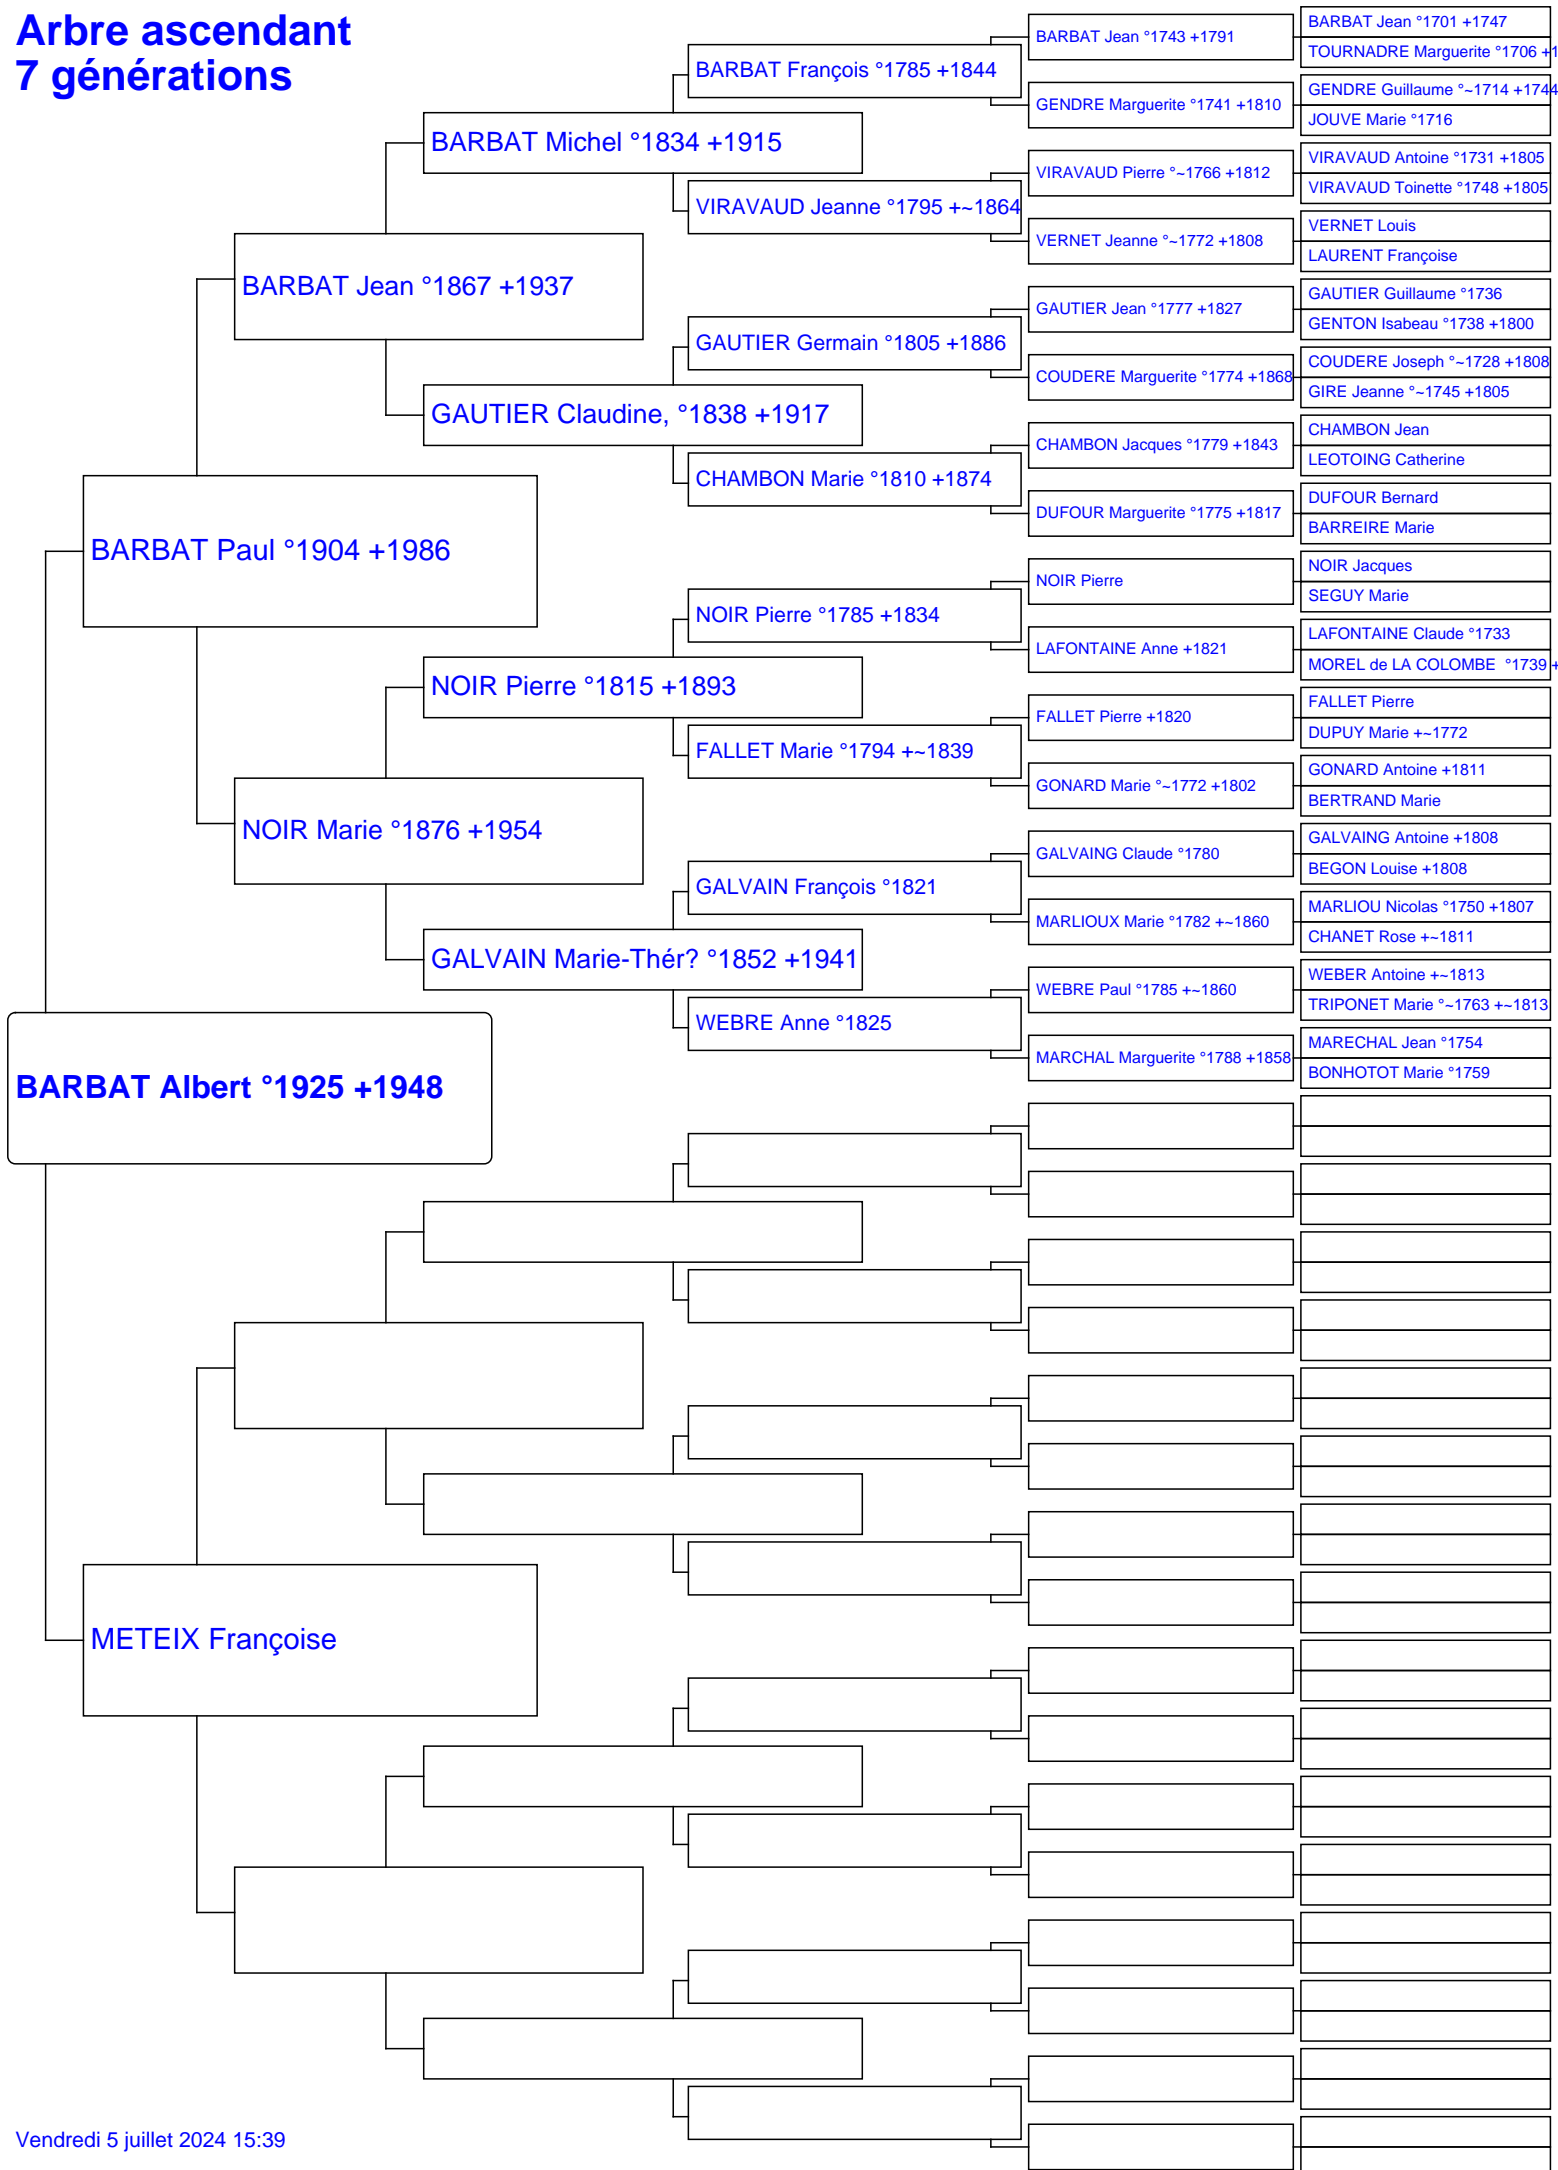 Arbre ascendant
7 générations
BARBAT Albert °1925 +1948
BARBAT Paul °1904 +1986
METEIX Françoise
BARBAT Jean °1867 +1937
NOIR Marie °1876 +1954
BARBAT Michel °1834 +1915
GAUTIER Claudine, °1838 +1917
NOIR Pierre °1815 +1893
GALVAIN Marie-Thér? °1852 +1941
BARBAT François °1785 +1844
VIRAVAUD Jeanne °1795 +~1864
GAUTIER Germain °1805 +1886
CHAMBON Marie °1810 +1874
NOIR Pierre °1785 +1834
FALLET Marie °1794 +~1839
GALVAIN François °1821
WEBRE Anne °1825
BARBAT Jean °1743 +1791
GENDRE Marguerite °1741 +1810
VIRAVAUD Pierre °~1766 +1812
VERNET Jeanne °~1772 +1808
GAUTIER Jean °1777 +1827
COUDERE Marguerite °1774 +1868
CHAMBON Jacques °1779 +1843
DUFOUR Marguerite °1775 +1817
NOIR Pierre
LAFONTAINE Anne +1821
FALLET Pierre +1820
GONARD Marie °~1772 +1802
GALVAING Claude °1780
MARLIOUX Marie °1782 +~1860
WEBRE Paul °1785 +~1860
MARCHAL Marguerite °1788 +1858
BARBAT Jean °1701 +1747
TOURNADRE Marguerite °1706 +1
GENDRE Guillaume °~1714 +1744
JOUVE Marie °1716
VIRAVAUD Antoine °1731 +1805
VIRAVAUD Toinette °1748 +1805
VERNET Louis
LAURENT Françoise
GAUTIER Guillaume °1736
GENTON Isabeau °1738 +1800
COUDERE Joseph °~1728 +1808
GIRE Jeanne °~1745 +1805
CHAMBON Jean
LEOTOING Catherine
DUFOUR Bernard
BARREIRE Marie
NOIR Jacques
SEGUY Marie
LAFONTAINE Claude °1733
MOREL de LA COLOMBE °1739 +
FALLET Pierre
DUPUY Marie +~1772
GONARD Antoine +1811
BERTRAND Marie
GALVAING Antoine +1808
BEGON Louise +1808
MARLIOU Nicolas °1750 +1807
CHANET Rose +~1811
WEBER Antoine +~1813
TRIPONET Marie °~1763 +~1813
MARECHAL Jean °1754
BONHOTOT Marie °1759
Vendredi 5 juillet 2024 15:39